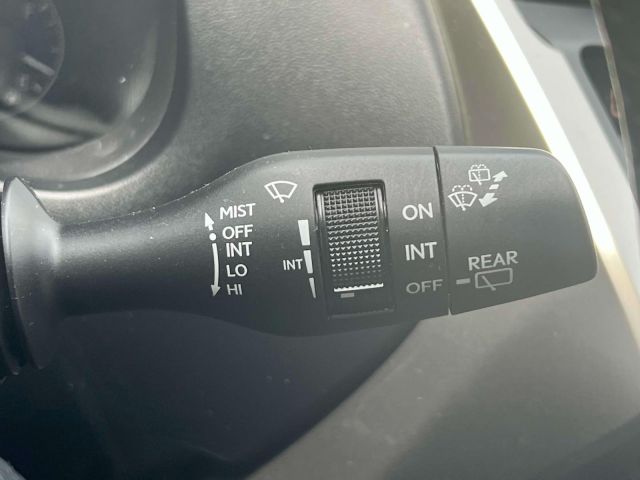 MIST
OFF
INT
LO
HI
INT
ON
INT
OFF
REAR